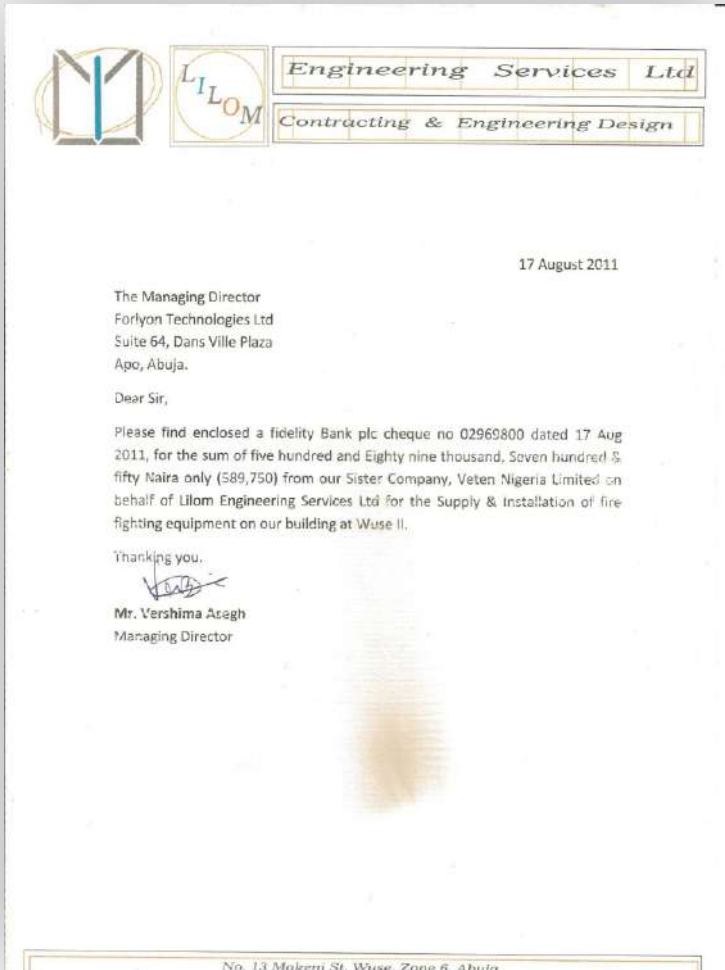 LILOM
Engineering Services Ltd
Contracting & Engineering Design
17 August 2011
The Managing Director
Forlyon Technologies Ltd
Suite 64, Dans Ville Plaza
Apo, Abuja.
Dear Sir,
Please find enclosed a fidelity Bank plc cheque no 02969800 dated 17 Aug
2011, for the sum of five hundred and Eighty nine thousand, Seven hundred &
fifty Naira only (589,750) from our Sister Company, Veten Nigeria Limited on
behalf of Lilom Engineering Services Ltd for the Supply & Installation of fire
fighting equipment on our building at Wuse II.
Thanking you.
Mr. Vershima Asegh
Managing Director
No. 13 Makeni St. Wuse, Zone 6, Abuja